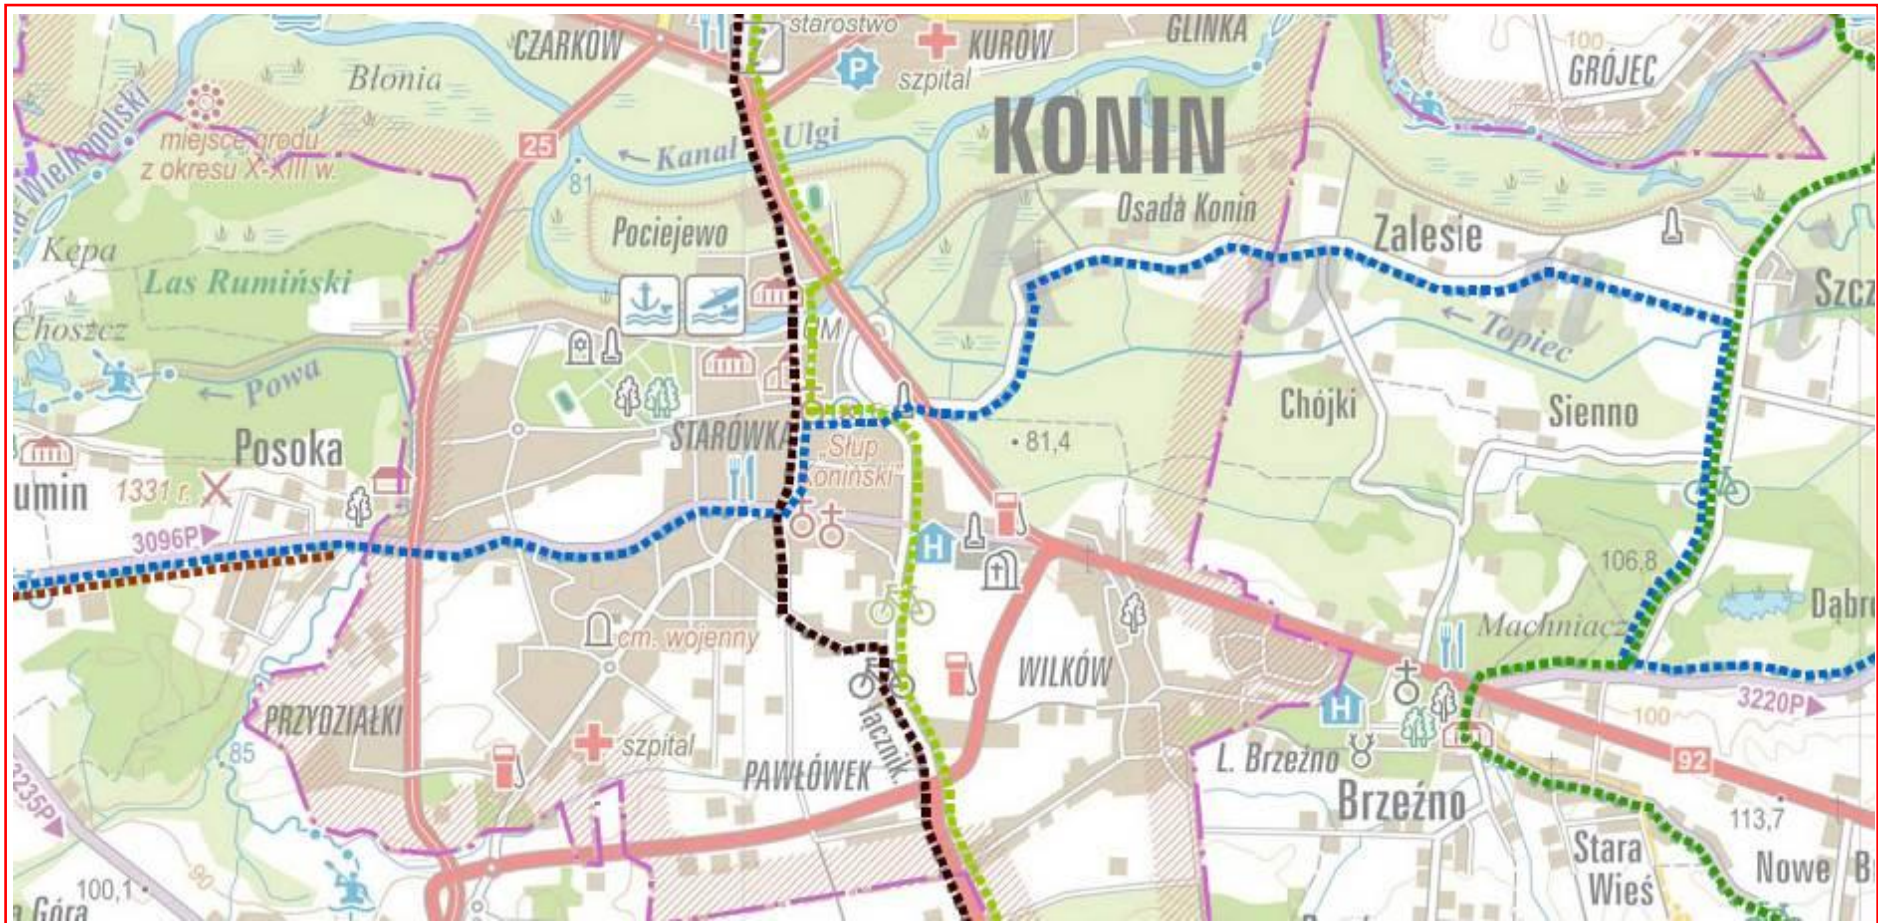 starostwo
CZARKÓW
KURÓW
GLINKA
100
GRÓJEC
Błonia
P
szpital
KONIN
Wielkopolski
miejsce grodu
z okresu X-XIII w.
25
← Kanał Ulgi
81
Osada Konin
Pociejewo
Zalesie
Kępa
Las Rumiński
Szcz
Konin
Choszcz
M
← Topiec
← Powa
Chójki
Sienno
Posoka
STARÓWKA
81,4
„Słup
Koniński”
umin
1331 r.
3096P
H
106,8
Dąbro
Machniacz
cm. wojenny
WILKÓW
3220P
PRZYDZIAŁKI
łącznik.
H
100
szpital
85
92
PAWŁÓWEK
L. Brzeźno
3235P
Brzeźno
113,7
Stara
Wieś
Nowe B
90
100,1
a Góra